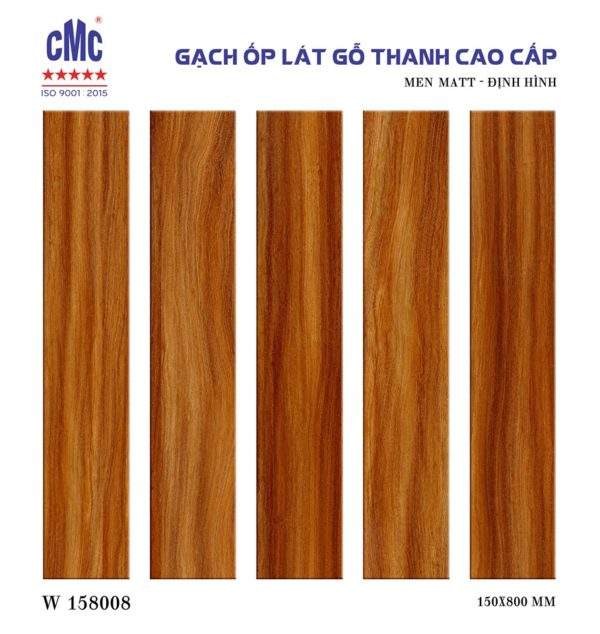 CMC®
ISO 9001 : 2015
GẠCH ỐP LÁT GỖ THANH CAO CẤP
MEN MATT - ĐỊNH HÌNH
W 158008
150X800 MM